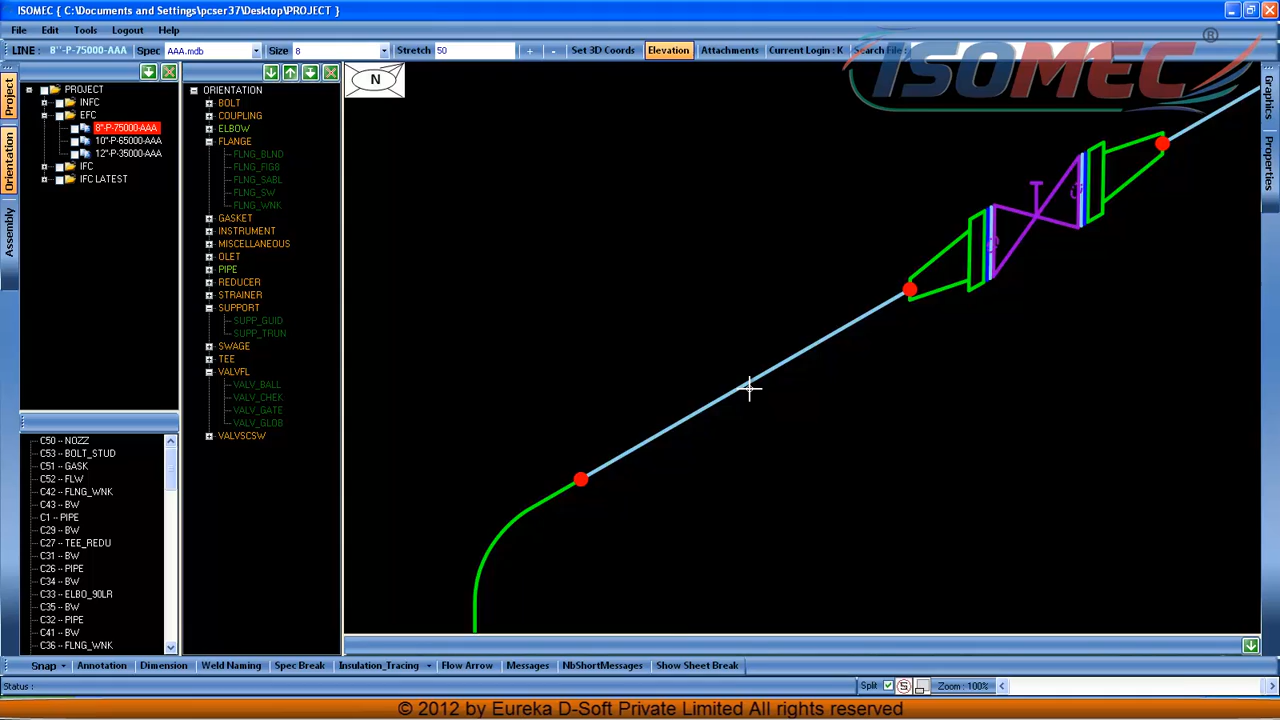 ISOMEC { C:\Documents and Settings\pcser37\Desktop\PROJECT }
File Edit Tools Logout Help
LINE: 8"-P-75000-AAA Spec AAA.mdb Size 8 Stretch 50 + - Set 3D Coords Elevation Attachments Current Login : K Search File :
ISOMEC ®
Project
Orientation
Assembly
PROJECT
INFC
EFC
8"-P-75000-AAA
10"-P-65000-AAA
12"-P-35000-AAA
IFC
IFC LATEST
C50 -- NOZZ
C53 -- BOLT_STUD
C51 -- GASK
C52 -- FLW
C42 -- FLNG_WNK
C43 -- BW
C1 -- PIPE
C29 -- BW
C27 -- TEE_REDU
C31 -- BW
C26 -- PIPE
C34 -- BW
C33 -- ELBO_90LR
C35 -- BW
C32 -- PIPE
C41 -- BW
C36 -- FLNG_WNK
ORIENTATION
BOLT
COUPLING
ELBOW
FLANGE
FLNG_BLND
FLNG_FIG8
FLNG_SABL
FLNG_SW
FLNG_WNK
GASKET
INSTRUMENT
MISCELLANEOUS
OLET
PIPE
REDUCER
STRAINER
SUPPORT
SUPP_GUID
SUPP_TRUN
SWAGE
TEE
VALVFL
VALV_BALL
VALV_CHEK
VALV_GATE
VALV_GLOB
VALVSCSW
N
Graphics
Properties
Snap Annotation Dimension Weld Naming Spec Break Insulation_Tracing Flow Arrow Messages NbShortMessages Show Sheet Break
Status : Split S Zoom : 100%
© 2012 by Eureka D-Soft Private Limited All rights reserved